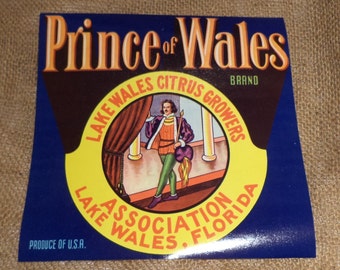 Prince of Wales
BRAND
LAKE WALES CITRUS GROWERS
ASSOCIATION
LAKE WALES, FLORIDA
PRODUCE OF U.S.A.